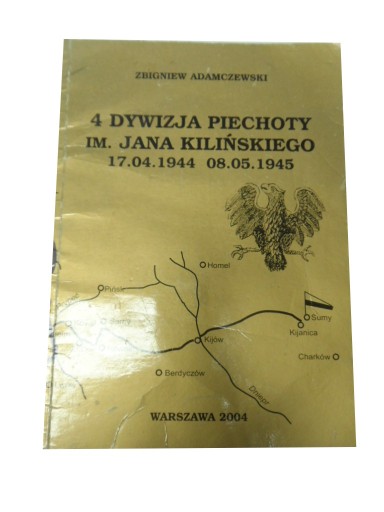 ZBIGNIEW ADAMCZEWSKI
4 DYWIZJA PIECHOTY
IM. JANA KILIŃSKIEGO
17.04.1944 08.05.1945
Homel
Pińsk
Sumy
Kijanica
Kijów
Charków
Berdyczów
Dniepr
WARSZAWA 2004